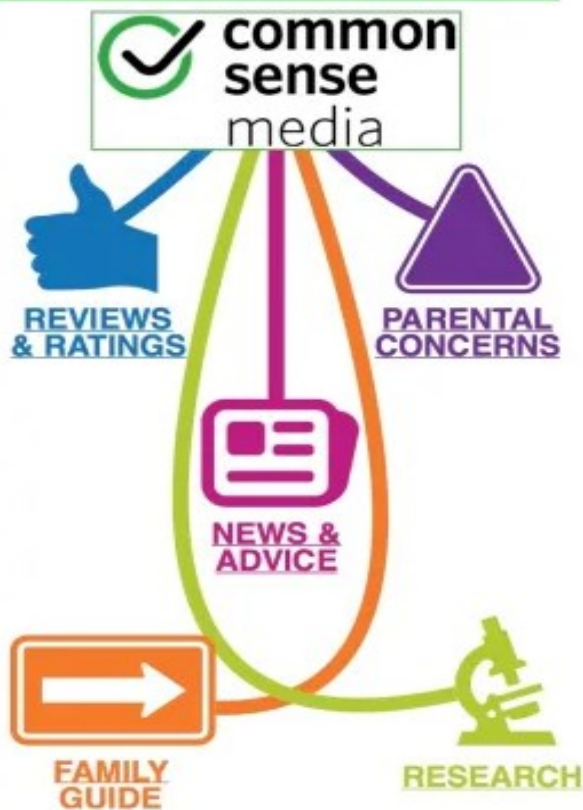 common
sense
media
REVIEWS
& RATINGS
PARENTAL
CONCERNS
NEWS &
ADVICE
FAMILY
GUIDE
RESEARCH